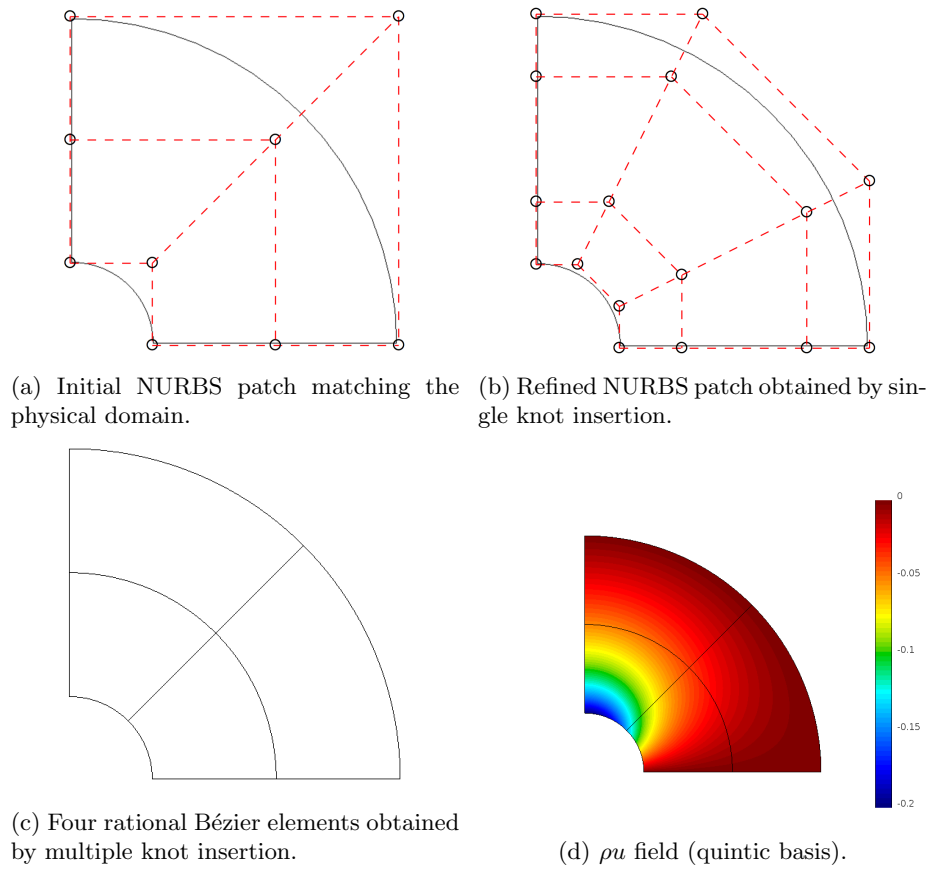 (a) Initial NURBS patch matching the
physical domain.
(b) Refined NURBS patch obtained by sin-
gle knot insertion.
(c) Four rational Bézier elements obtained
by multiple knot insertion.
0
-0.05
-0.1
-0.15
-0.2
(d) ρu field (quintic basis).